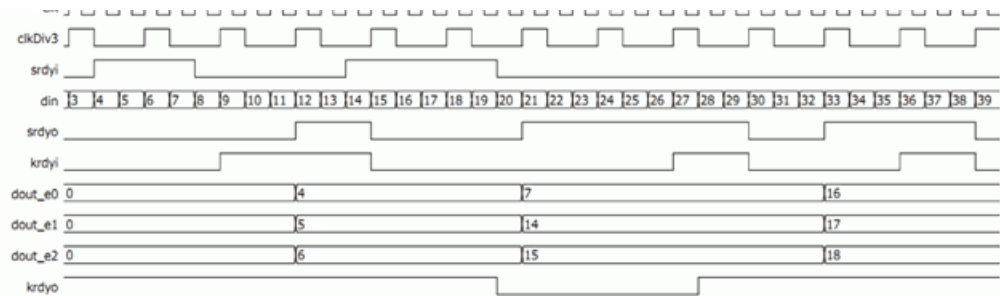 clkDiv3
srdyi
din 3 4 5 6 7 8 9 10 11 12 13 14 15 16 17 18 19 20 21 22 23 24 25 26 27 28 29 30 31 32 33 34 35 36 37 38 39
srdyo
krdyi
dout_e0 0 4 7 16
dout_e1 0 5 14 17
dout_e2 0 6 15 18
krdyo